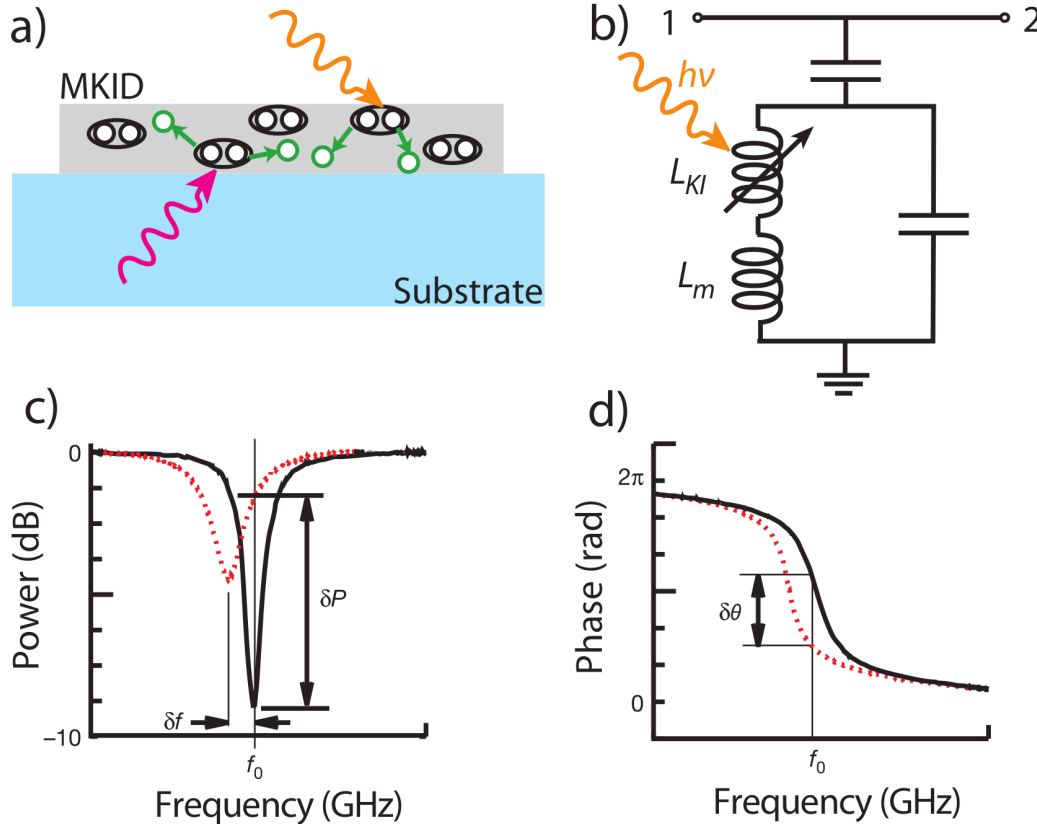 a)
MKID
Substrate
b)
1
2
hν
L_KI
L_m
c)
0
Power (dB)
−10
δP
δf
f_0
Frequency (GHz)
d)
2π
Phase (rad)
0
δθ
f_0
Frequency (GHz)